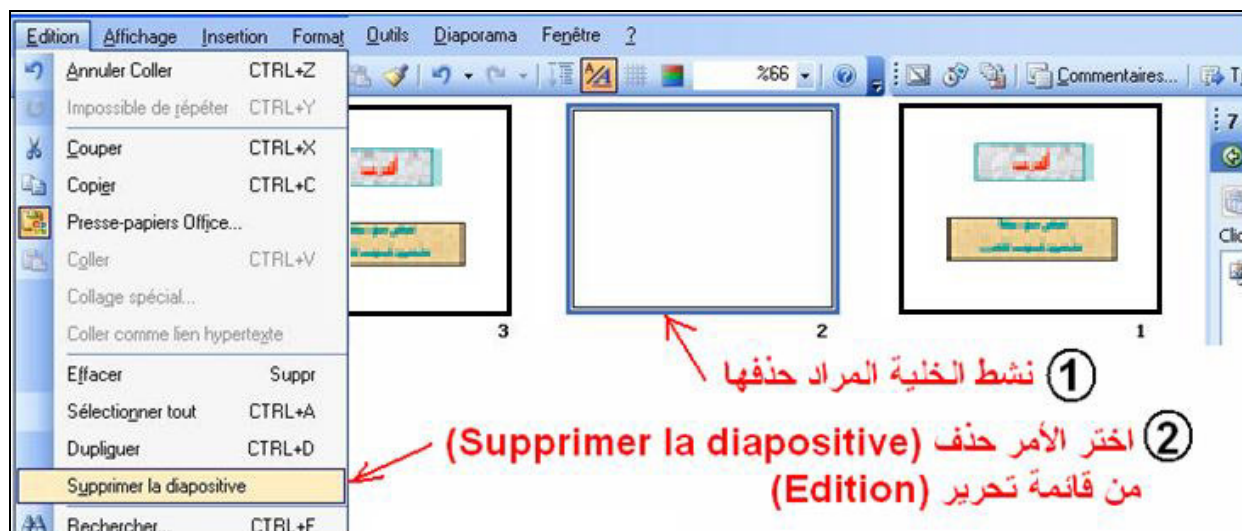 Edition Affichage Insertion Format Outils Diaporama Fenêtre ?
Annuler Coller CTRL+Z
Impossible de répéter CTRL+Y
Couper CTRL+X
Copier CTRL+C
Presse-papiers Office...
Coller CTRL+V
Collage spécial...
Coller comme lien hypertexte
Effacer Suppr
Sélectionner tout CTRL+A
Dupliquer CTRL+D
Supprimer la diapositive
Rechercher... CTRL+F
%66 Commentaires...
7
3 2 1
① نشط الخلية المراد حذفها
② اختر الأمر حذف (Supprimer la diapositive)
من قائمة تحرير (Edition)